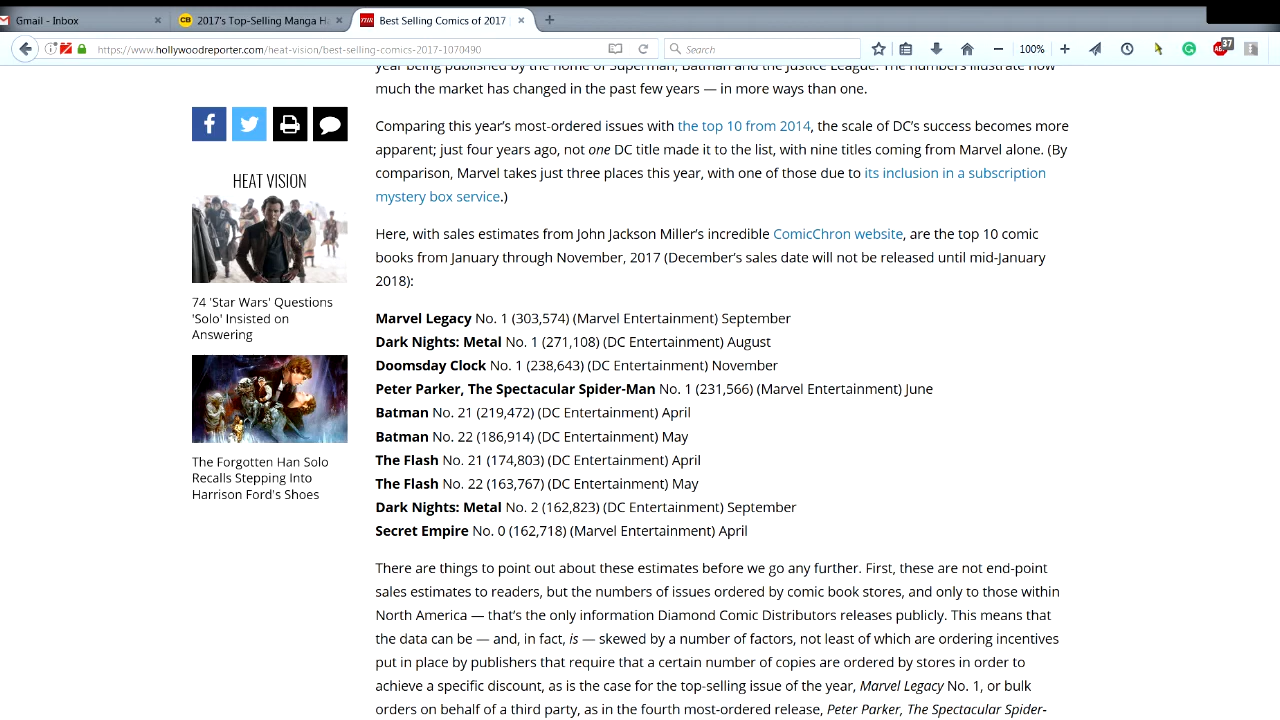 Gmail - Inbox
2017's Top-Selling Manga H
Best Selling Comics of 2017
https://www.hollywoodreporter.com/heat-vision/best-selling-comics-2017-1070490
Search
100%
37
year being published by the home of Superman, Batman and the Justice League. The numbers illustrate how
much the market has changed in the past few years — in more ways than one.
Comparing this year's most-ordered issues with the top 10 from 2014, the scale of DC's success becomes more
apparent; just four years ago, not one DC title made it to the list, with nine titles coming from Marvel alone. (By
comparison, Marvel takes just three places this year, with one of those due to its inclusion in a subscription
mystery box service.)
HEAT VISION
74 'Star Wars' Questions
'Solo' Insisted on
Answering
The Forgotten Han Solo
Recalls Stepping Into
Harrison Ford's Shoes
Here, with sales estimates from John Jackson Miller's incredible ComicChron website, are the top 10 comic
books from January through November, 2017 (December's sales date will not be released until mid-January
2018):
Marvel Legacy No. 1 (303,574) (Marvel Entertainment) September
Dark Nights: Metal No. 1 (271,108) (DC Entertainment) August
Doomsday Clock No. 1 (238,643) (DC Entertainment) November
Peter Parker, The Spectacular Spider-Man No. 1 (231,566) (Marvel Entertainment) June
Batman No. 21 (219,472) (DC Entertainment) April
Batman No. 22 (186,914) (DC Entertainment) May
The Flash No. 21 (174,803) (DC Entertainment) April
The Flash No. 22 (163,767) (DC Entertainment) May
Dark Nights: Metal No. 2 (162,823) (DC Entertainment) September
Secret Empire No. 0 (162,718) (Marvel Entertainment) April
There are things to point out about these estimates before we go any further. First, these are not end-point
sales estimates to readers, but the numbers of issues ordered by comic book stores, and only to those within
North America — that's the only information Diamond Comic Distributors releases publicly. This means that
the data can be — and, in fact, is — skewed by a number of factors, not least of which are ordering incentives
put in place by publishers that require that a certain number of copies are ordered by stores in order to
achieve a specific discount, as is the case for the top-selling issue of the year, Marvel Legacy No. 1, or bulk
orders on behalf of a third party, as in the fourth most-ordered release, Peter Parker, The Spectacular Spider-